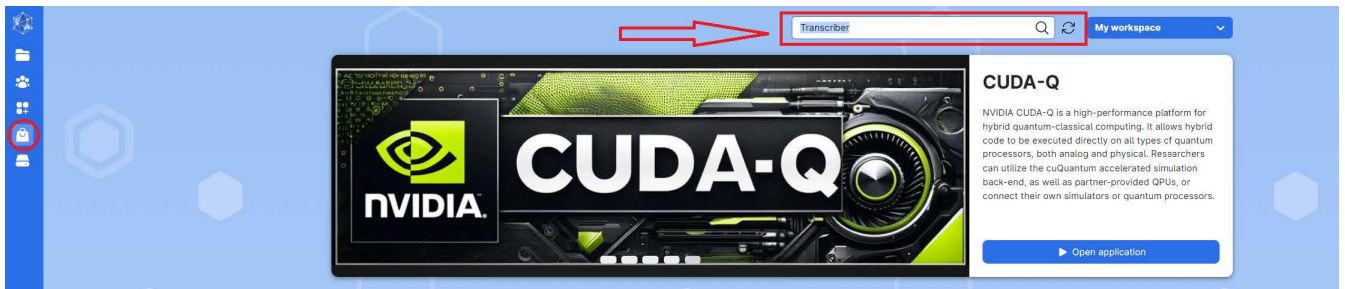 Transcriber
My workspace
NVIDIA
CUDA-Q
CUDA-Q
NVIDIA CUDA-Q is a high-performance platform for
hybrid quantum-classical computing. It allows hybrid
code to be executed directly on all types of quantum
processors, both analog and physical. Researchers
can utilize the cuQuantum accelerated simulation
back-end, as well as partner-provided QPUs, or
connect their own simulators or quantum processors.
Open application